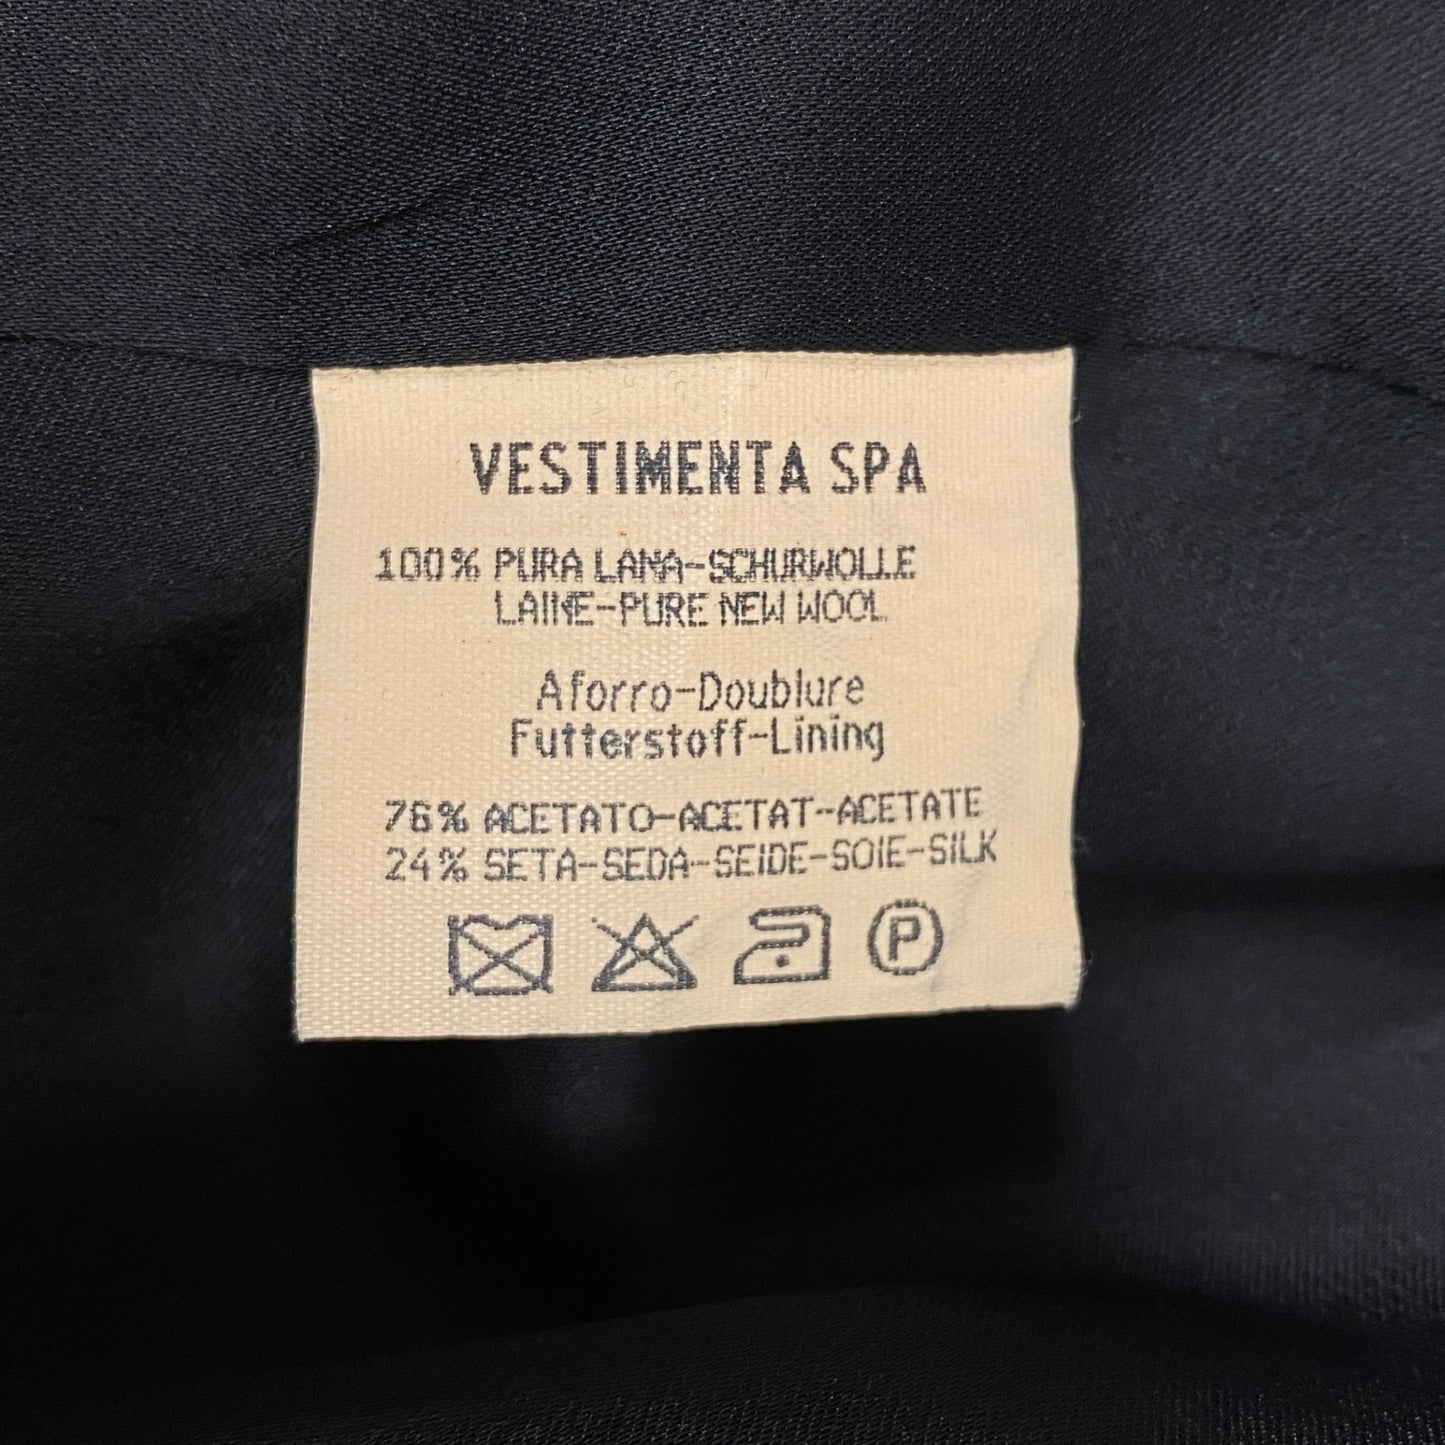 VESTIMENTA SPA
100% PURA LANA-SCHURWOLLE
LAINE-PURE NEW WOOL
Aforro-Doublure
Futterstoff-Lining
76% ACETATO-ACETAT-ACETATE
24% SETA-SEDA-SEIDE-SOIE-SILK
P